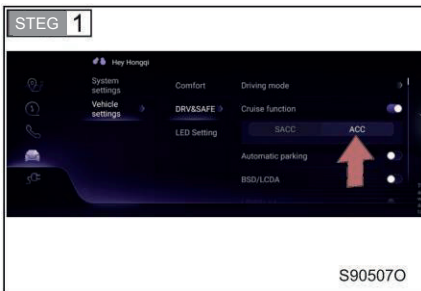 STEG 1
Hey Hongqi
System settings
Comfort
Driving mode
Vehicle settings
DRV&SAFE
Cruise function
LED Setting
SACC
ACC
Automatic parking
BSD/LCDA
S90507O